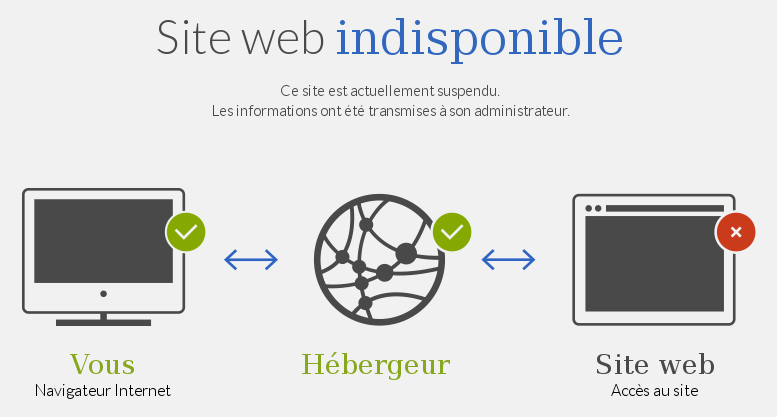 Site web indisponible
Ce site est actuellement suspendu.
Les informations ont été transmises à son administrateur.
Vous
Navigateur Internet
Hébergeur
Site web
Accès au site